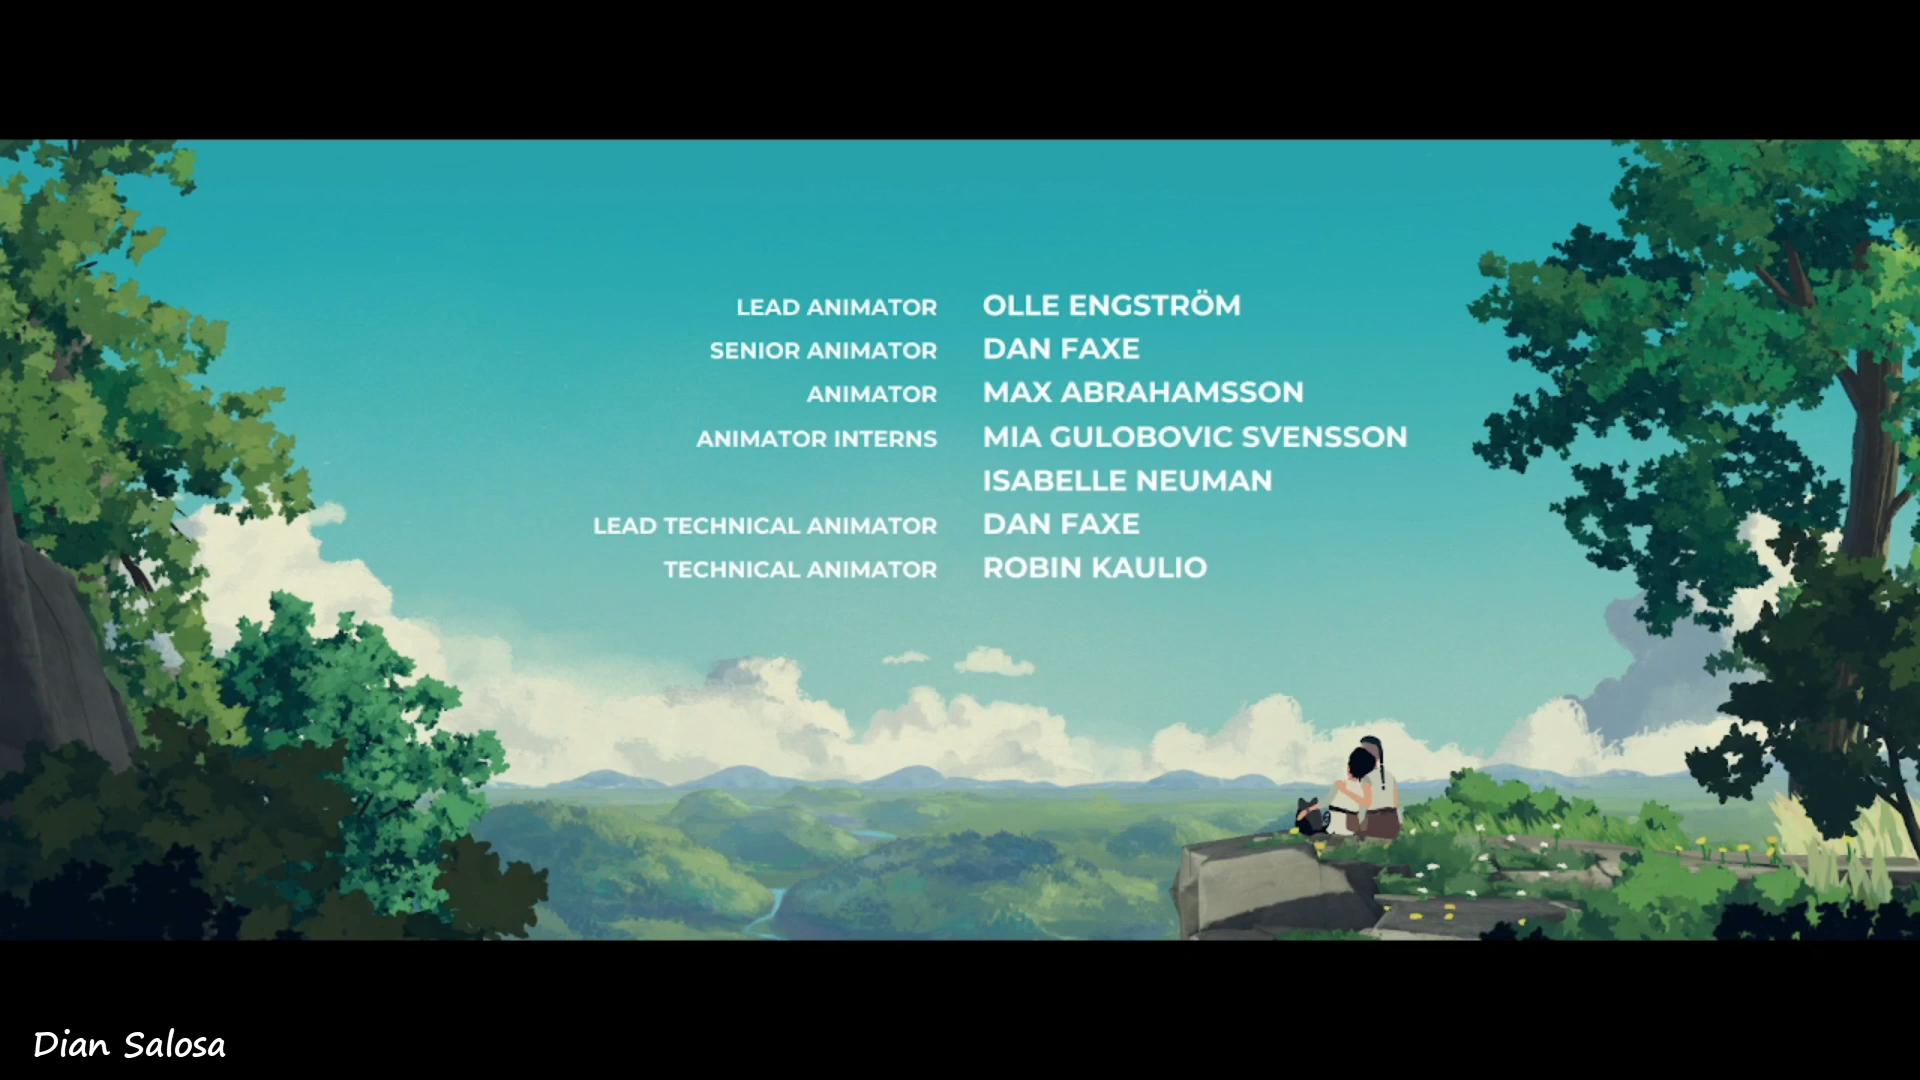 LEAD ANIMATOR OLLE ENGSTRÖM
SENIOR ANIMATOR DAN FAXE
ANIMATOR MAX ABRAHAMSSON
ANIMATOR INTERNS MIA GULOBOVIC SVENSSON
ISABELLE NEUMAN
LEAD TECHNICAL ANIMATOR DAN FAXE
TECHNICAL ANIMATOR ROBIN KAULIO
Dian Salosa